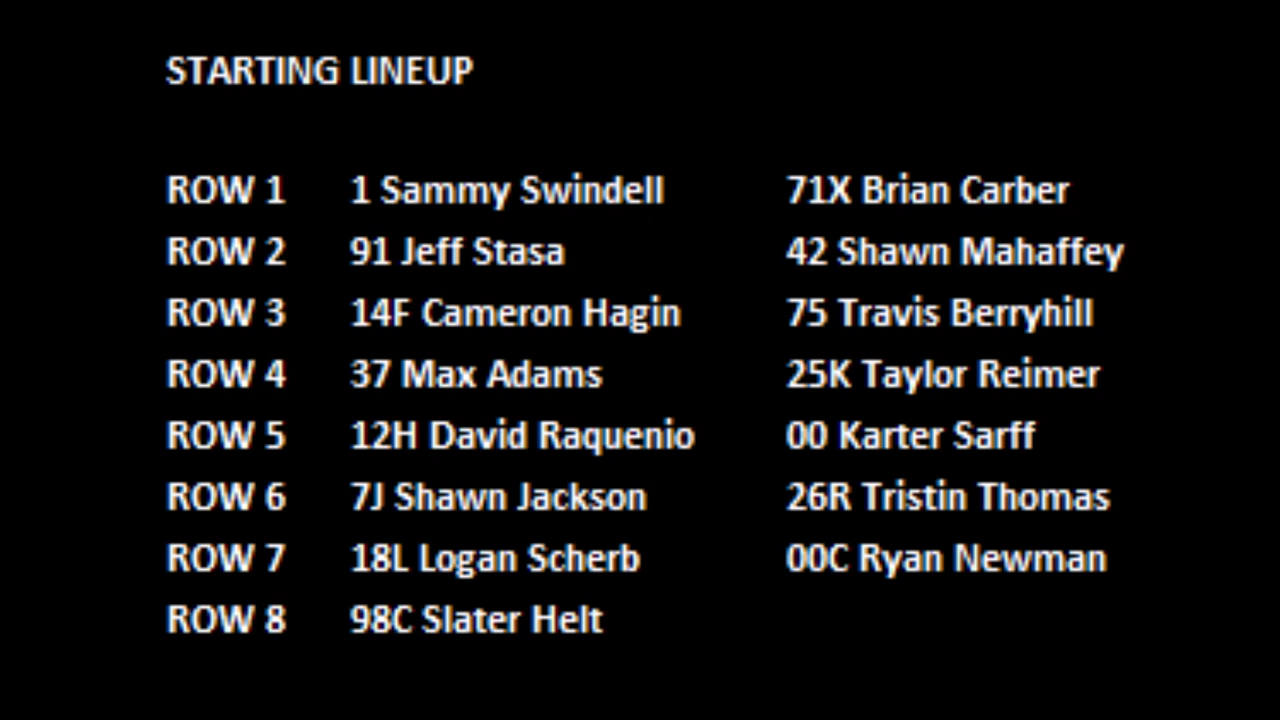 STARTING LINEUP
ROW 1 1 Sammy Swindell 71X Brian Carber
ROW 2 91 Jeff Stasa 42 Shawn Mahaffey
ROW 3 14F Cameron Hagin 75 Travis Berryhill
ROW 4 37 Max Adams 25K Taylor Reimer
ROW 5 12H David Raquenio 00 Karter Sarff
ROW 6 7J Shawn Jackson 26R Tristin Thomas
ROW 7 18L Logan Scherb 00C Ryan Newman
ROW 8 98C Slater Helt